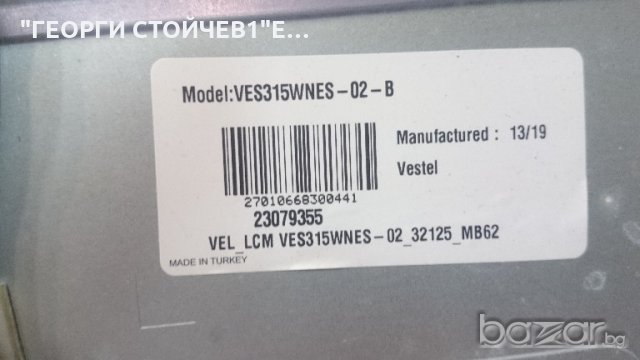 "ГЕОРГИ СТОЙЧЕВ1"Е...
Model:VES315WNES-02-B
Manufactured : 13/19
Vestel
27010668300441
23079355
VEL_LCM VES315WNES-02_32125_MB62
MADE IN TURKEY
bazar.bg